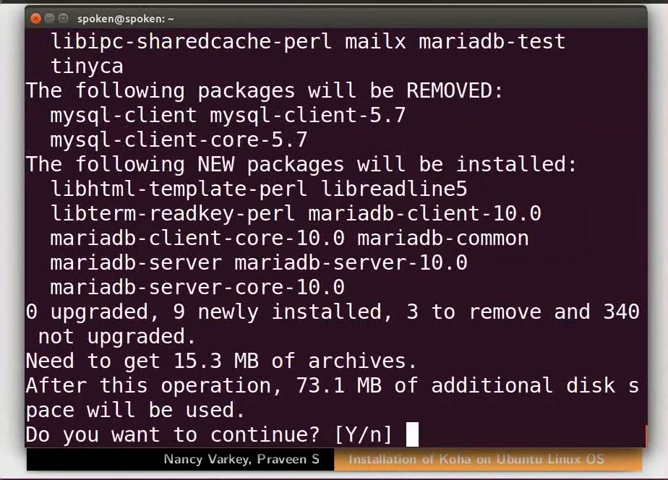 spoken@spoken: ~
libipc-sharedcache-perl mailx mariadb-test
tinyca
The following packages will be REMOVED:
mysql-client mysql-client-5.7
mysql-client-core-5.7
The following NEW packages will be installed:
libhtml-template-perl libreadline5
libterm-readkey-perl mariadb-client-10.0
mariadb-client-core-10.0 mariadb-common
mariadb-server mariadb-server-10.0
mariadb-server-core-10.0
0 upgraded, 9 newly installed, 3 to remove and 340
not upgraded.
Need to get 15.3 MB of archives.
After this operation, 73.1 MB of additional disk s
pace will be used.
Do you want to continue? [Y/n]
Nancy Varkey, Praveen S Installation of Koha on Ubuntu Linux OS